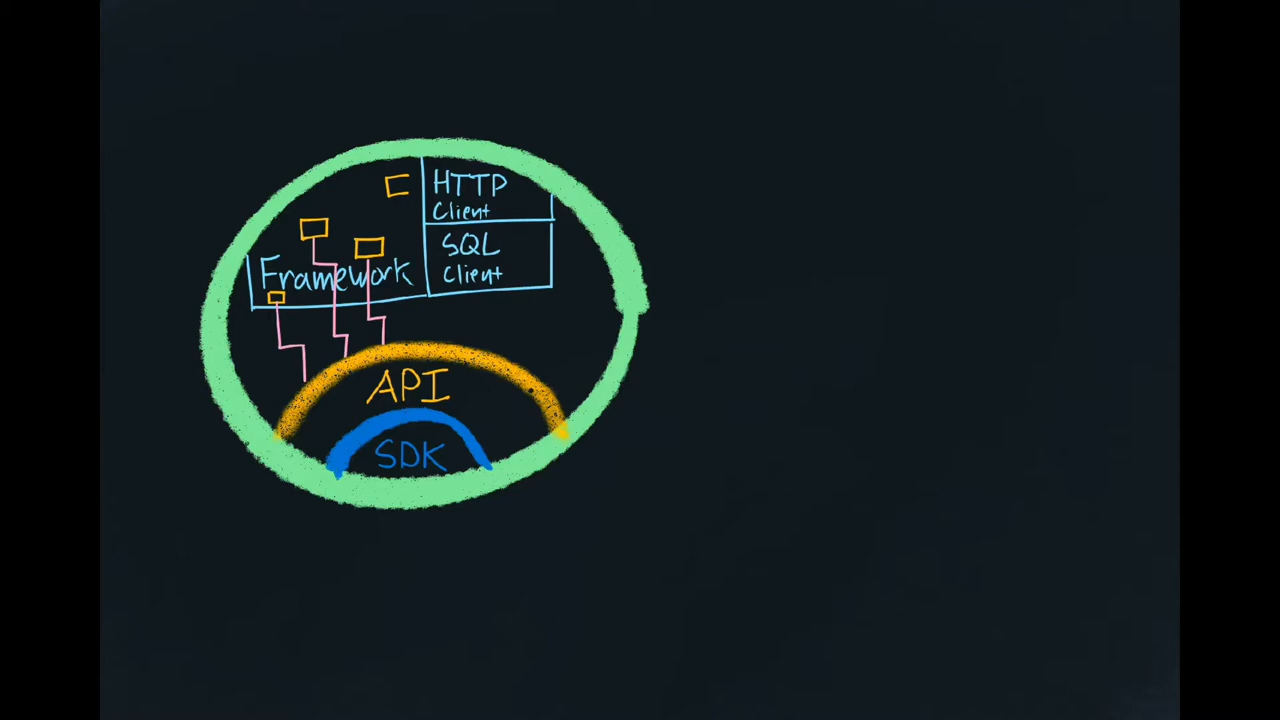 HTTP
Client
SQL
Client
Framework
API
SDK